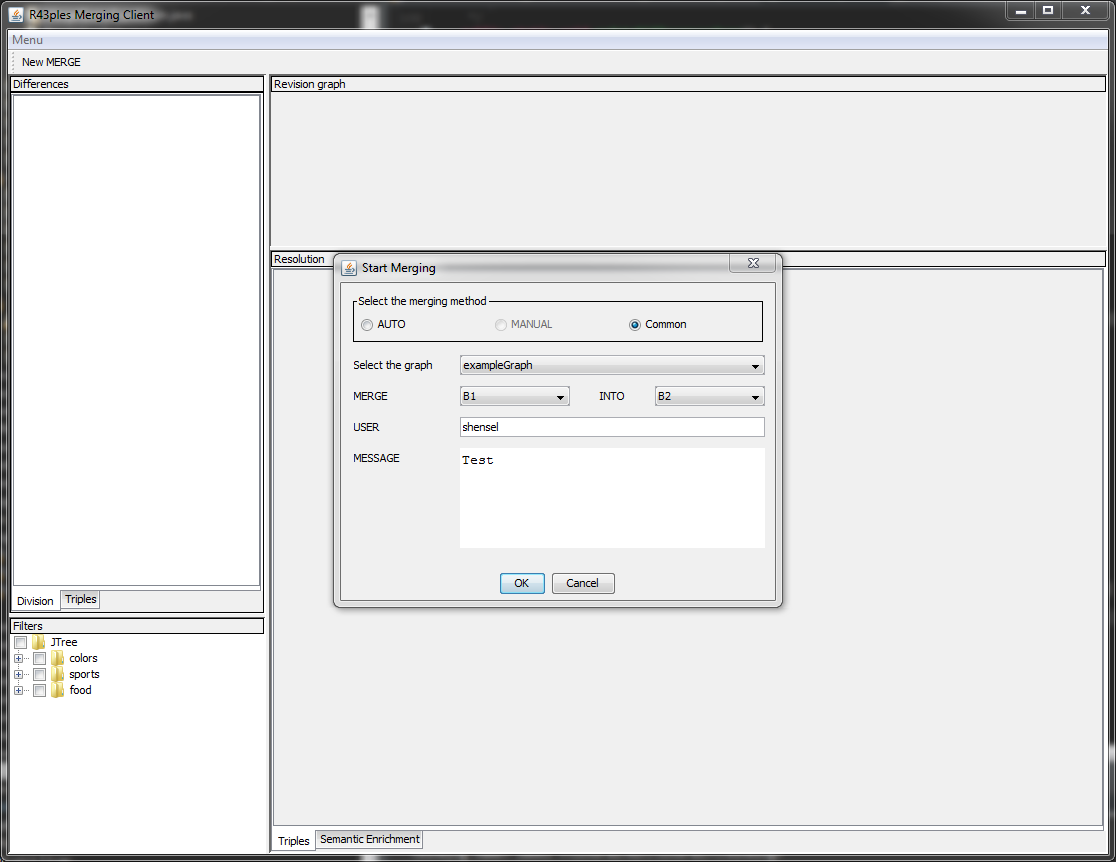 R43ples Merging Client
Menu
New MERGE
Differences
Revision graph
Resolution
Start Merging
Select the merging method
AUTO MANUAL Common
Select the graph exampleGraph
MERGE B1 INTO B2
USER shensel
MESSAGE Test
OK Cancel
Division Triples
Filters
JTree
colors
sports
food
Triples Semantic Enrichment